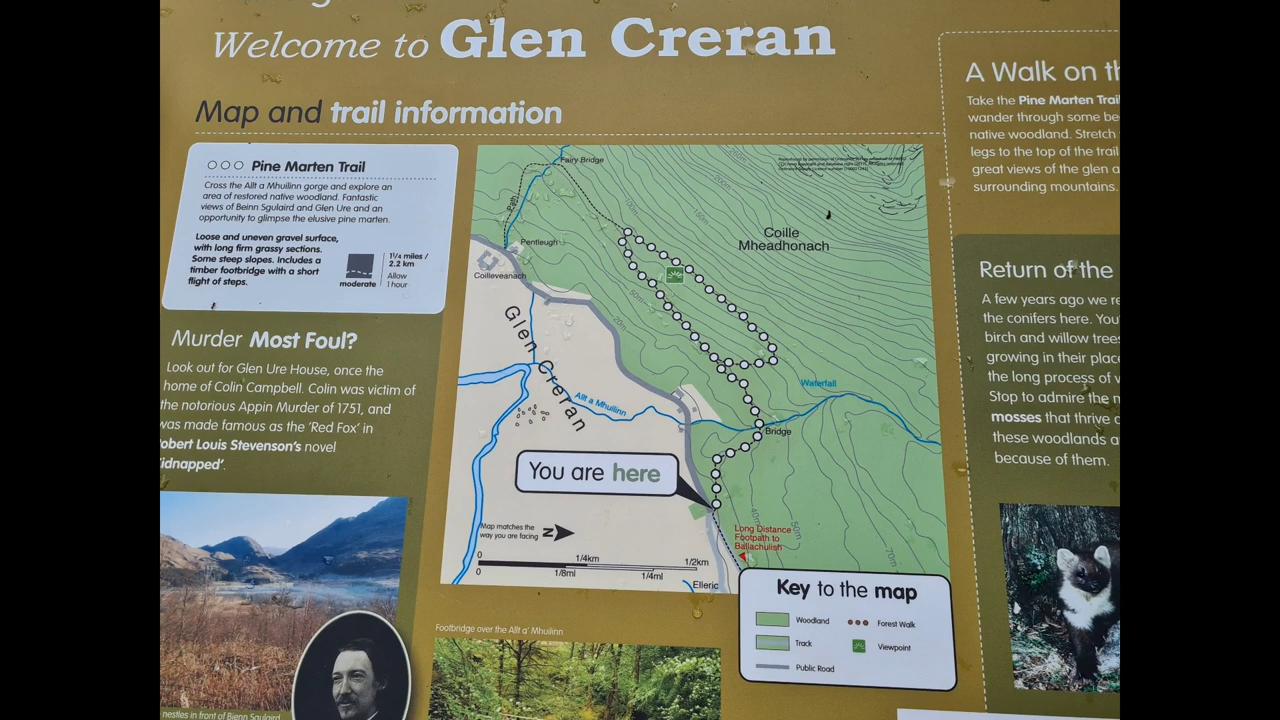 Welcome to Glen Creran
Map and trail information
Pine Marten Trail
Cross the Allt a Mhuilinn gorge and explore an
area of restored native woodland. Fantastic
views of Beinn Sgulaird and Glen Ure and an
opportunity to glimpse the elusive pine marten.
Loose and uneven gravel surface,
with long firm grassy sections.
Some steep slopes. Includes a
timber footbridge with a short
flight of steps.
moderate
1¼ miles /
2.2 km
Allow
1 hour
Murder Most Foul?
Look out for Glen Ure House, once the
home of Colin Campbell. Colin was victim of
the notorious Appin Murder of 1751, and
was made famous as the 'Red Fox' in
obert Louis Stevenson's novel
idnapped'.
nestles in front of Bienn Sgulaird
Fairy Bridge
Path
Pentleugh
Coilleveanach
200m
200m
150m
100m
50m
20m
Coille
Mheadhonach
Glen Creran
Allt a Mhuilinn
Waterfall
Bridge
You are here
Map matches the
way you are facing
N
0 1/4km 1/2km
0 1/8ml 1/4ml
Elleric
40m
50m
70m
Long Distance
Footpath to
Ballachulish
Key to the map
Woodland
Forest Walk
Track
Viewpoint
Public Road
Footbridge over the Allt a' Mhuilinn
A Walk on th
Take the Pine Marten Trail
wander through some be
native woodland. Stretch
legs to the top of the trail
great views of the glen a
surrounding mountains.
Return of the
A few years ago we re
the conifers here. You'
birch and willow trees
growing in their place
the long process of
Stop to admire the
mosses that thrive
these woodlands a
because of them.